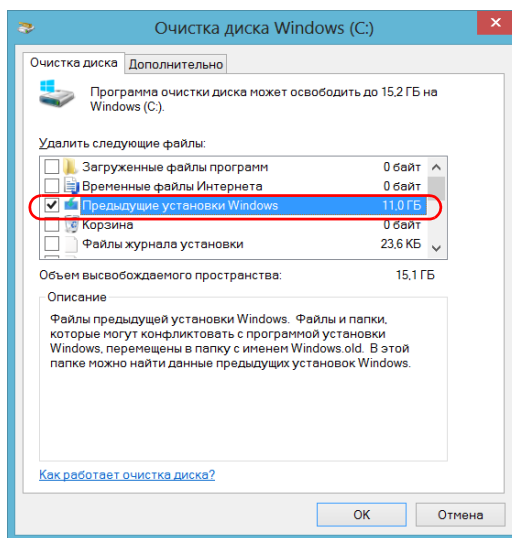 Очистка диска Windows (C:)
Очистка диска Дополнительно
Программа очистки диска может освободить до 15,2 ГБ на
Windows (C:).
Удалить следующие файлы:
Загруженные файлы программ 0 байт
Временные файлы Интернета 0 байт
Предыдущие установки Windows 11,0 ГБ
Корзина 0 байт
Файлы журнала установки 23,6 КБ
Объем высвобождаемого пространства: 15,1 ГБ
Описание
Файлы предыдущей установки Windows. Файлы и папки,
которые могут конфликтовать с программой установки
Windows, перемещены в папку с именем Windows.old. В этой
папке можно найти данные предыдущих установок Windows.
Как работает очистка диска?
OK Отмена